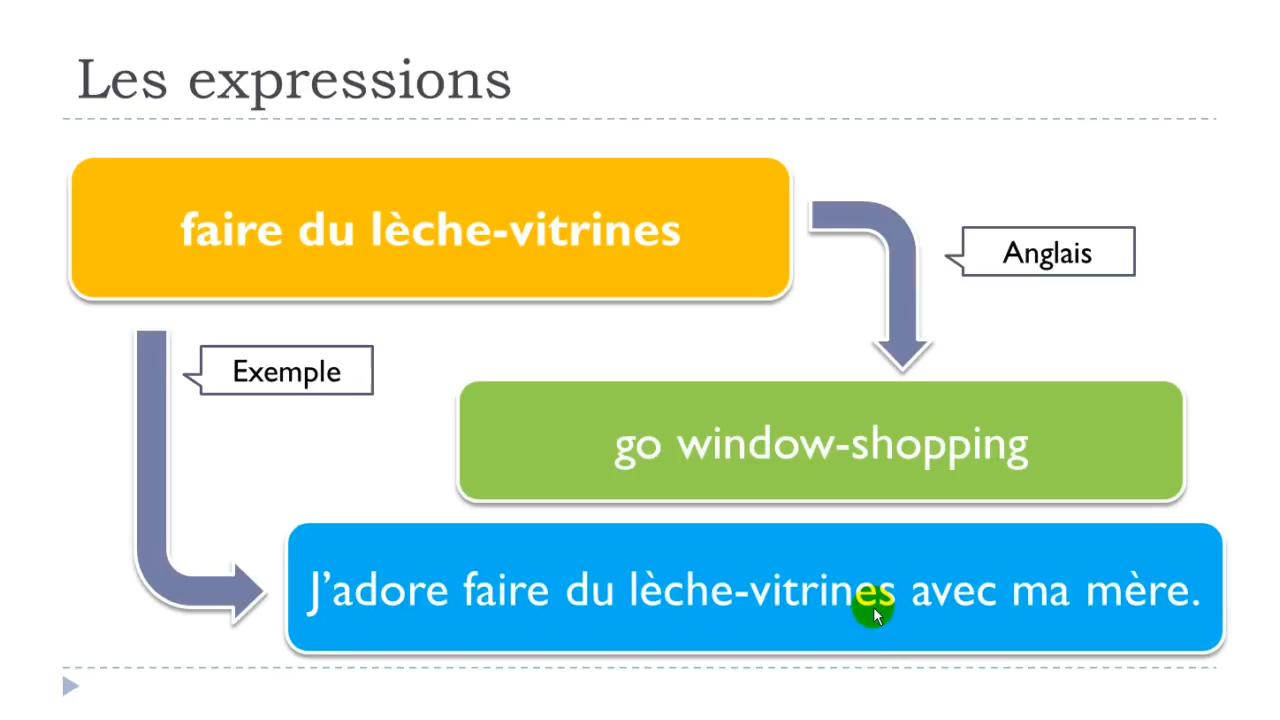 Les expressions
faire du lèche-vitrines
Anglais
Exemple
go window-shopping
J'adore faire du lèche-vitrines avec ma mère.